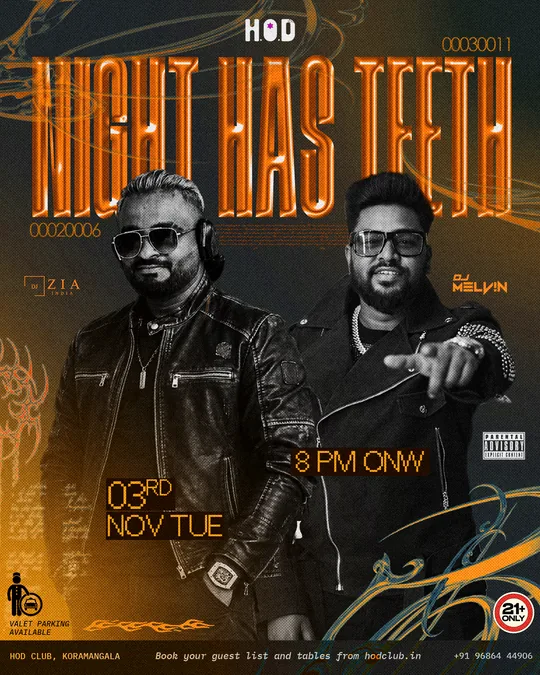 H.O.D
00030011
NIGHT HAS TEETH
00020006
DJ ZIA
INDIA
DJ
MELV!N
8 PM ONW
PARENTAL
ADVISORY
EXPLICIT CONTENT
03RD
NOV TUE
21+
ONLY
VALET PARKING
AVAILABLE
HOD CLUB, KORAMANGALA
Book your guest list and tables from hodclub.in
+91 96864 44906